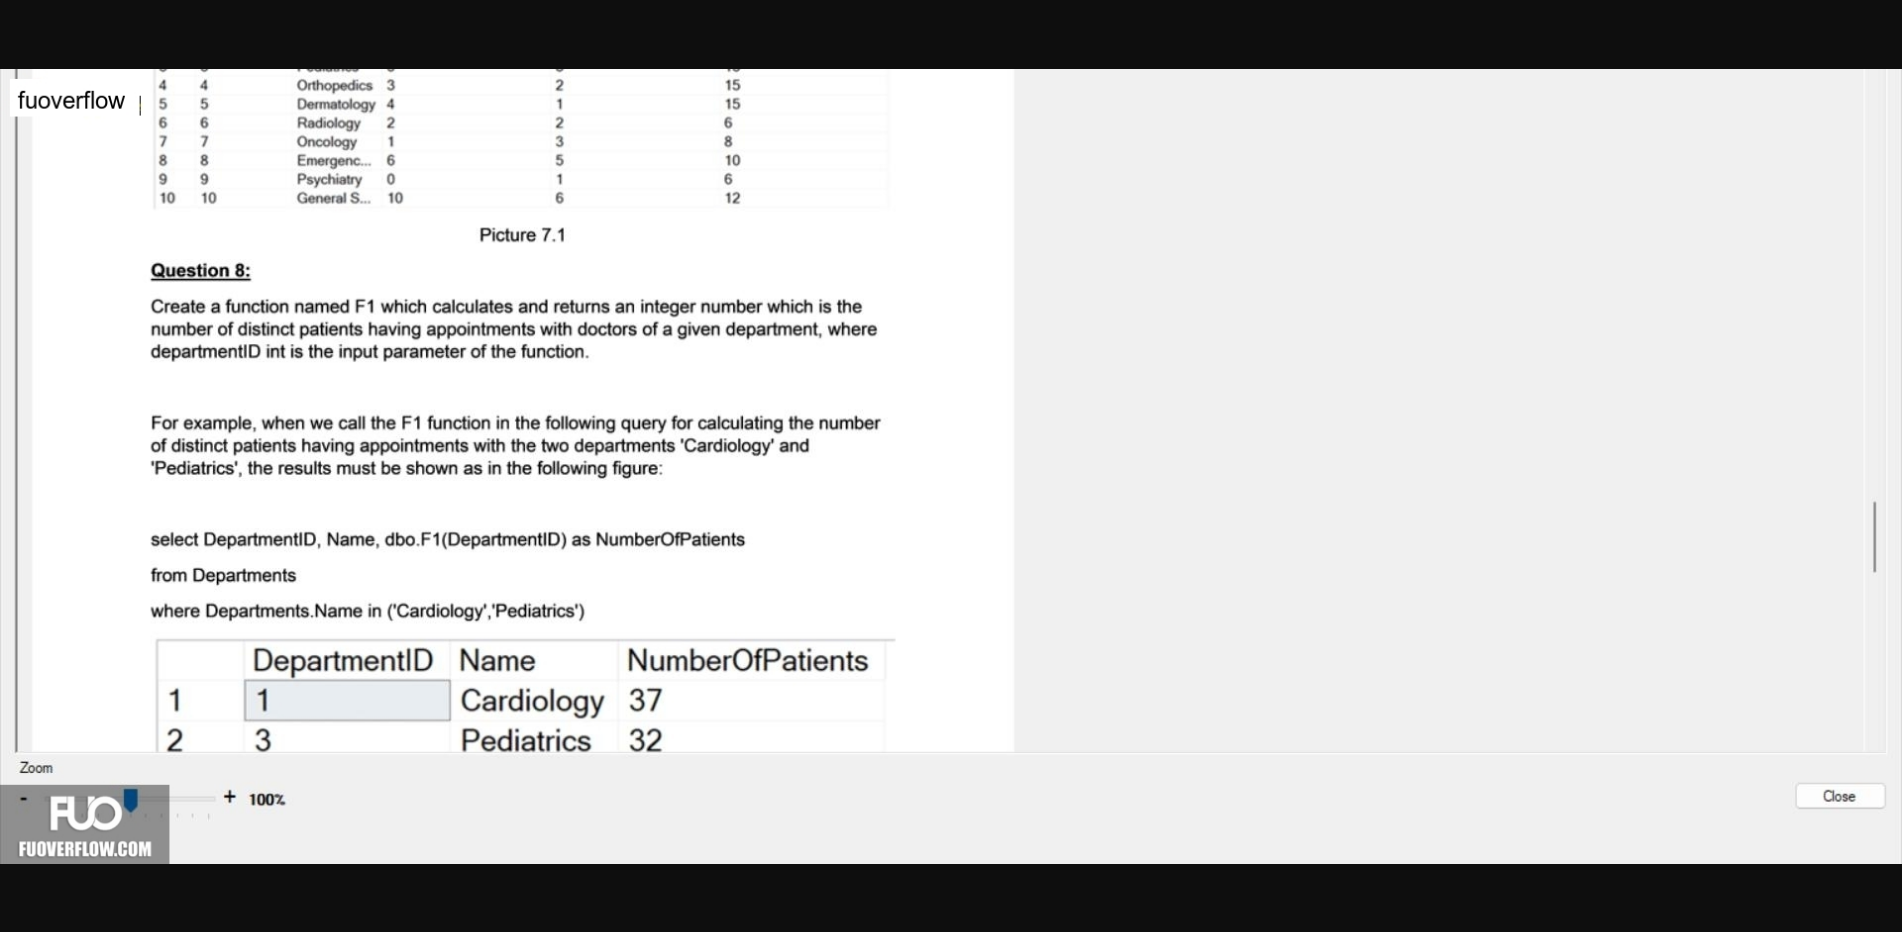 4 4 Orthopedics 3 2 15
fuoverflow
5 5 Dermatology 4 1 15
6 6 Radiology 2 2 6
7 7 Oncology 1 3 8
8 8 Emergenc... 6 5 10
9 9 Psychiatry 0 1 6
10 10 General S... 10 6 12
Picture 7.1
Question 8:
Create a function named F1 which calculates and returns an integer number which is the
number of distinct patients having appointments with doctors of a given department, where
departmentID int is the input parameter of the function.
For example, when we call the F1 function in the following query for calculating the number
of distinct patients having appointments with the two departments 'Cardiology' and
'Pediatrics', the results must be shown as in the following figure:
select DepartmentID, Name, dbo.F1(DepartmentID) as NumberOfPatients
from Departments
where Departments.Name in ('Cardiology','Pediatrics')
DepartmentID Name NumberOfPatients
1 1 Cardiology 37
2 3 Pediatrics 32
Zoom
- + 100%
Close
FUO
FUOVERFLOW.COM